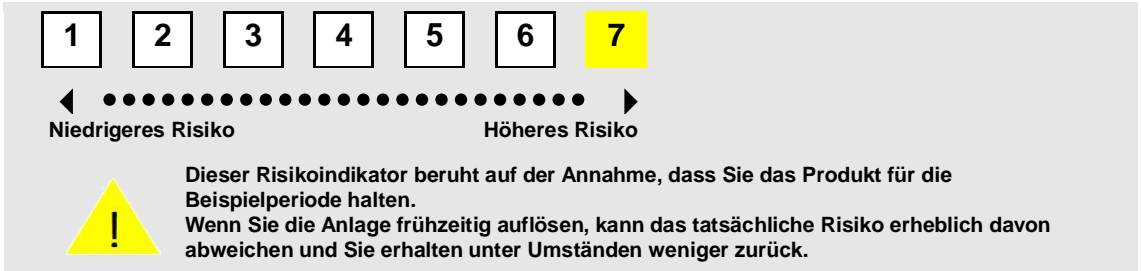 1 2 3 4 5 6 7
Niedrigeres Risiko Höheres Risiko
Dieser Risikoindikator beruht auf der Annahme, dass Sie das Produkt für die
Beispielperiode halten.
Wenn Sie die Anlage frühzeitig auflösen, kann das tatsächliche Risiko erheblich davon
abweichen und Sie erhalten unter Umständen weniger zurück.
!